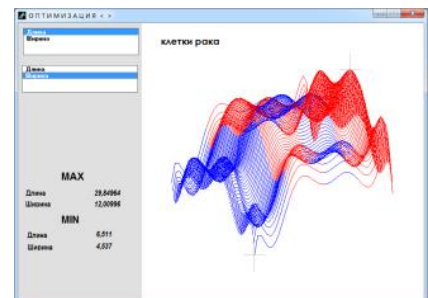 ОПТИМИЗАЦИЯ < >
Длина
Ширина
Длина
Ширина
клетки рака
MAX
Длина 29,84964
Ширина 12,00996
MIN
Длина 6,511
Ширина 4,537